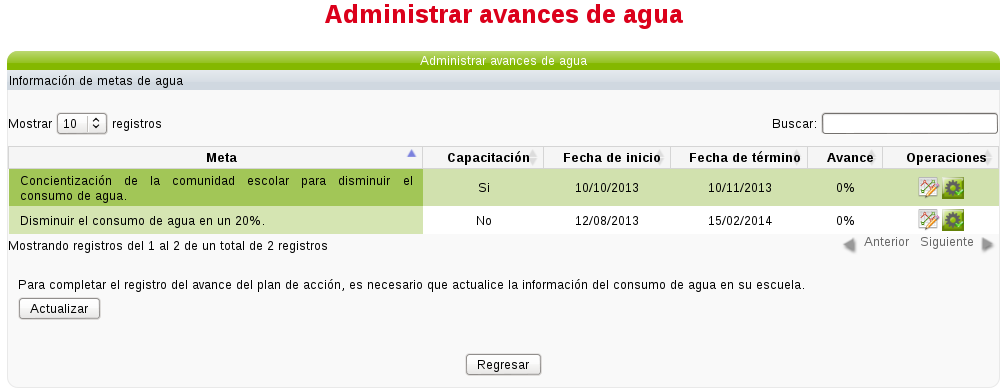 Administrar avances de agua
Administrar avances de agua
Información de metas de agua
Mostrar 10 registros Buscar:
Meta Capacitación Fecha de inicio Fecha de término Avance Operaciones
Concientización de la comunidad escolar para disminuir el
consumo de agua. Si 10/10/2013 10/11/2013 0%
Disminuir el consumo de agua en un 20%. No 12/08/2013 15/02/2014 0%
Mostrando registros del 1 al 2 de un total de 2 registros Anterior Siguiente
Para completar el registro del avance del plan de acción, es necesario que actualice la información del consumo de agua en su escuela.
Actualizar
Regresar